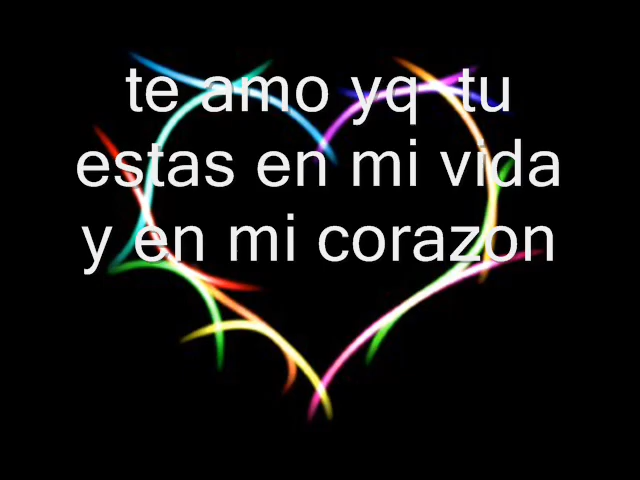 te amo yq  tu
estas en mi vida
y en mi corazon